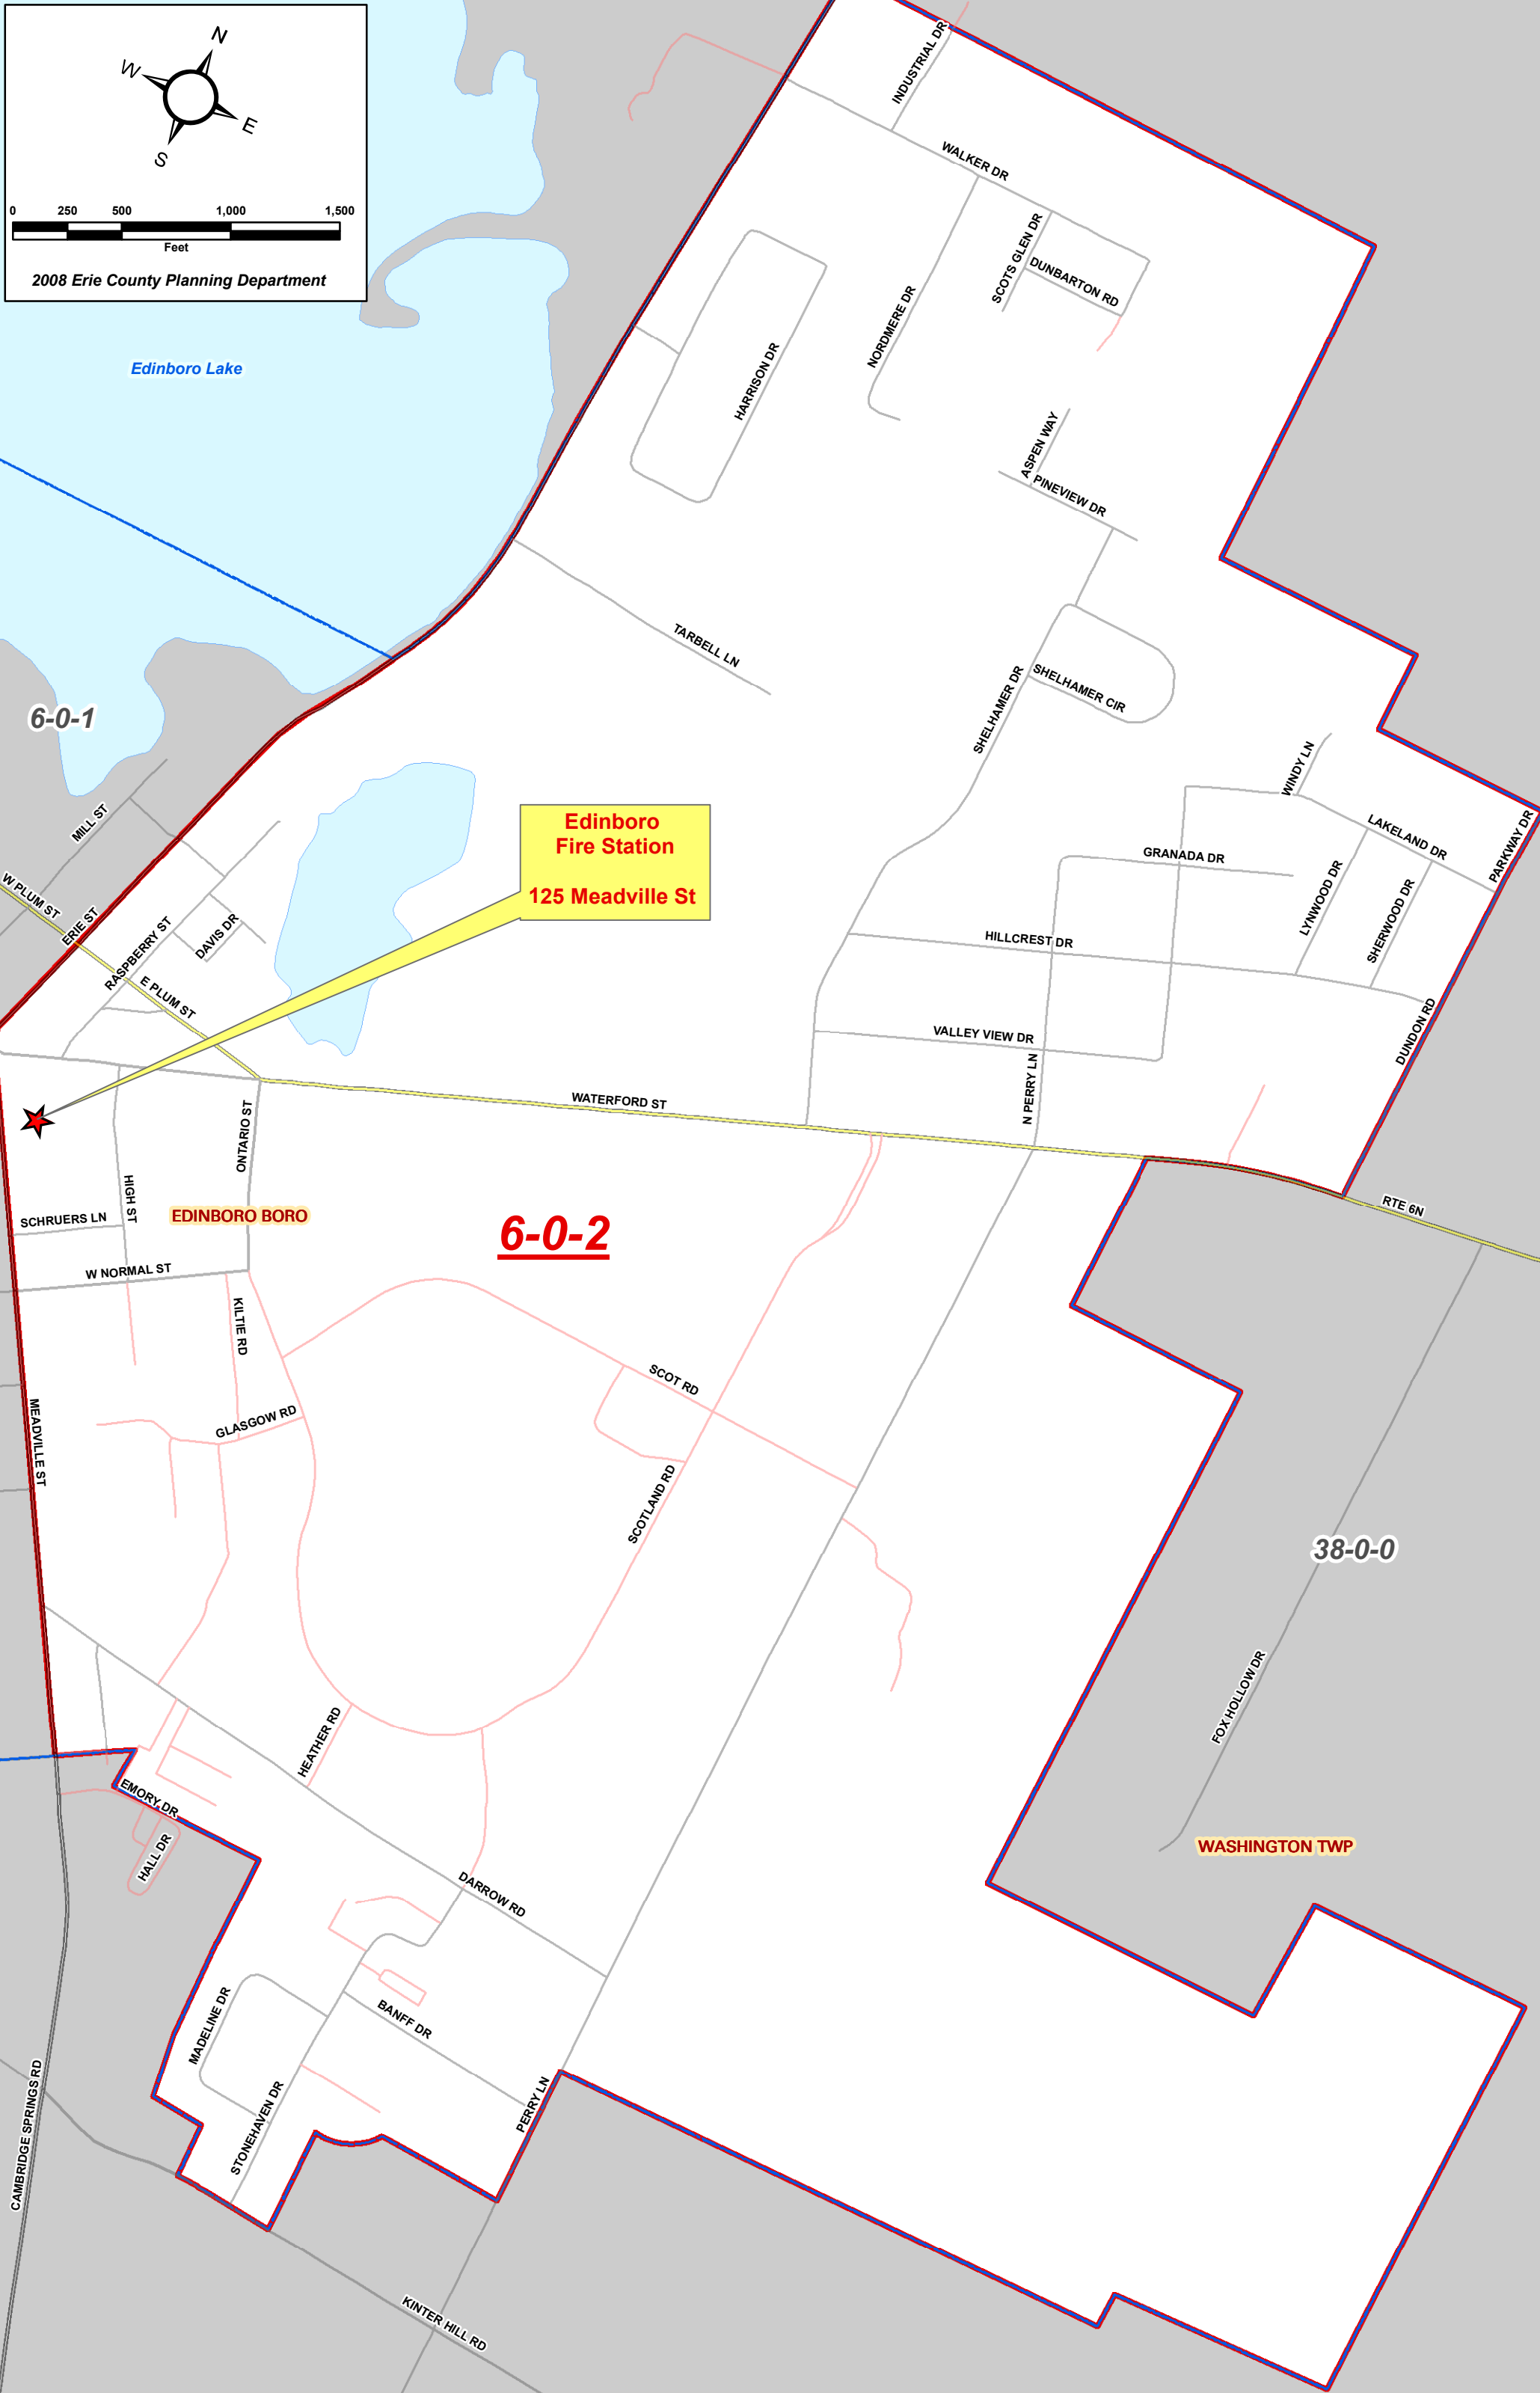 N
W
E
S
0 250 500 1,000 1,500
Feet
2008 Erie County Planning Department
INDUSTRIAL DR
WALKER DR
SCOTS GLEN DR
DUNBARTON RD
NORDMERE DR
HARRISON DR
Edinboro Lake
ASPEN WAY
PINEVIEW DR
TARBELL LN
SHELHAMER DR
SHELHAMER CIR
6-0-1
WINDY LN
LAKELAND DR
PARKWAY DR
MILL ST
Edinboro
Fire Station
125 Meadville St
GRANADA DR
LYNWOOD DR
SHERWOOD DR
W PLUM ST
ERIE ST
RASPBERRY ST
DAVIS DR
E PLUM ST
HILLCREST DR
VALLEY VIEW DR
DUNDON RD
N PERRY LN
WATERFORD ST
ONTARIO ST
HIGH ST
SCHRUERS LN
EDINBORO BORO
6-0-2
RTE 6N
W NORMAL ST
KILTIE RD
SCOT RD
GLASGOW RD
MEADVILLE ST
SCOTLAND RD
38-0-0
FOX HOLLOW DR
HEATHER RD
EMORY DR
HALL DR
WASHINGTON TWP
DARROW RD
MADELINE DR
BANFF DR
STONEHAVEN DR
PERRY LN
CAMBRIDGE SPRINGS RD
KINTER HILL RD